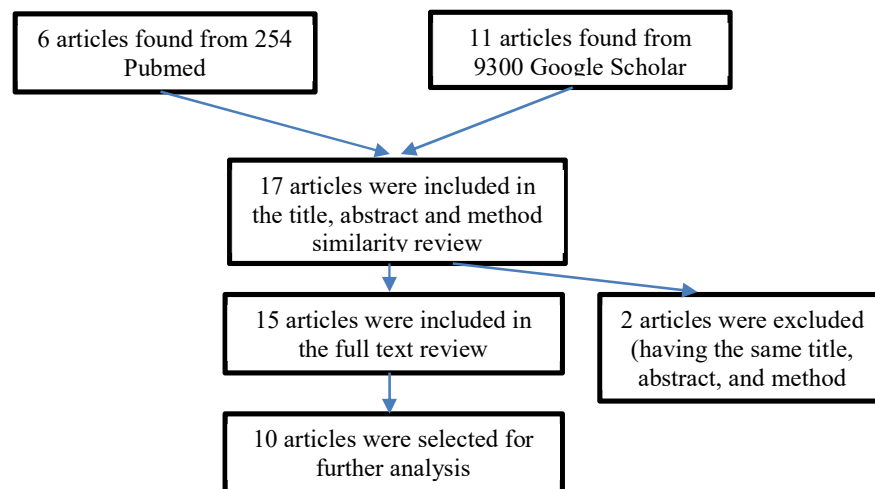 6 articles found from 254
Pubmed
11 articles found from
9300 Google Scholar
17 articles were included in
the title, abstract and method
similarity review
15 articles were included in
the full text review
2 articles were excluded
(having the same title,
abstract, and method
10 articles were selected for
further analysis